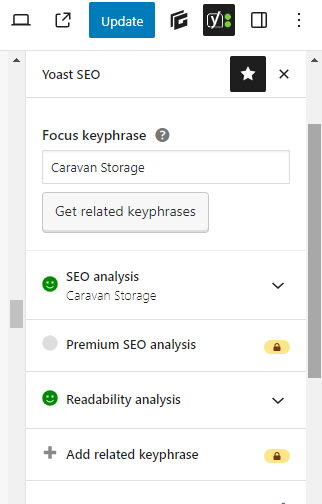 Update
Yoast SEO
Focus keyphrase ?
Caravan Storage
Get related keyphrases
SEO analysis
Caravan Storage
Premium SEO analysis
Readability analysis
Add related keyphrase